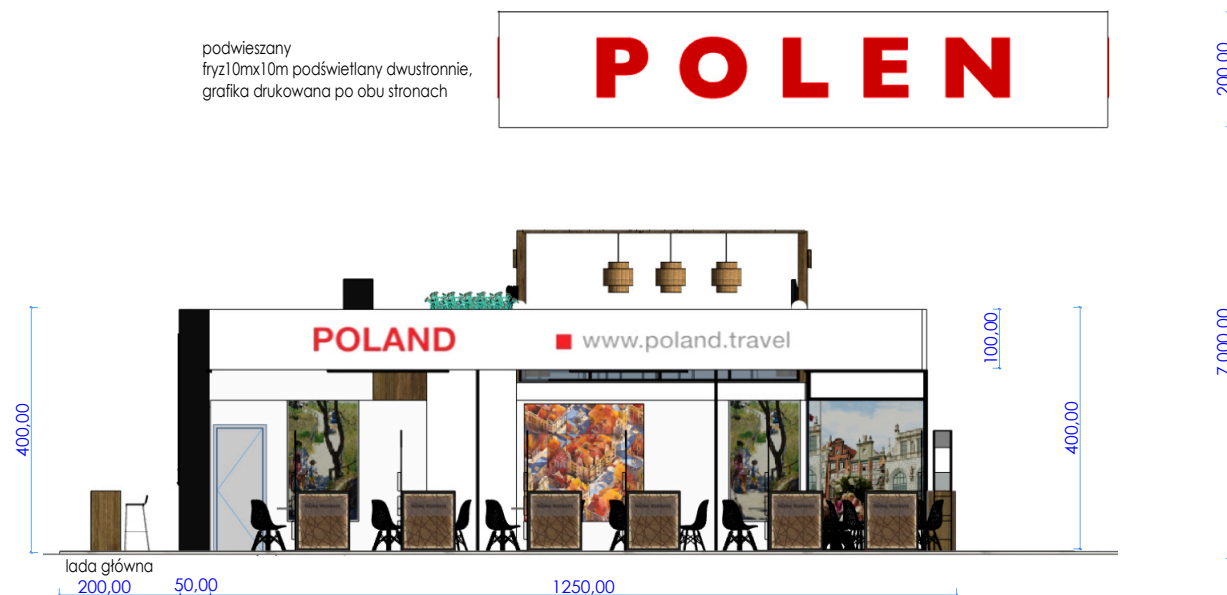 podwieszany
fryz10mx10m podświetlany dwustronnie,
grafika drukowana po obu stronach
POLEN
200,00
POLAND www.poland.travel
100,00
7 000,00
400,00
400,00
lada główna
200,00 50,00 1250,00